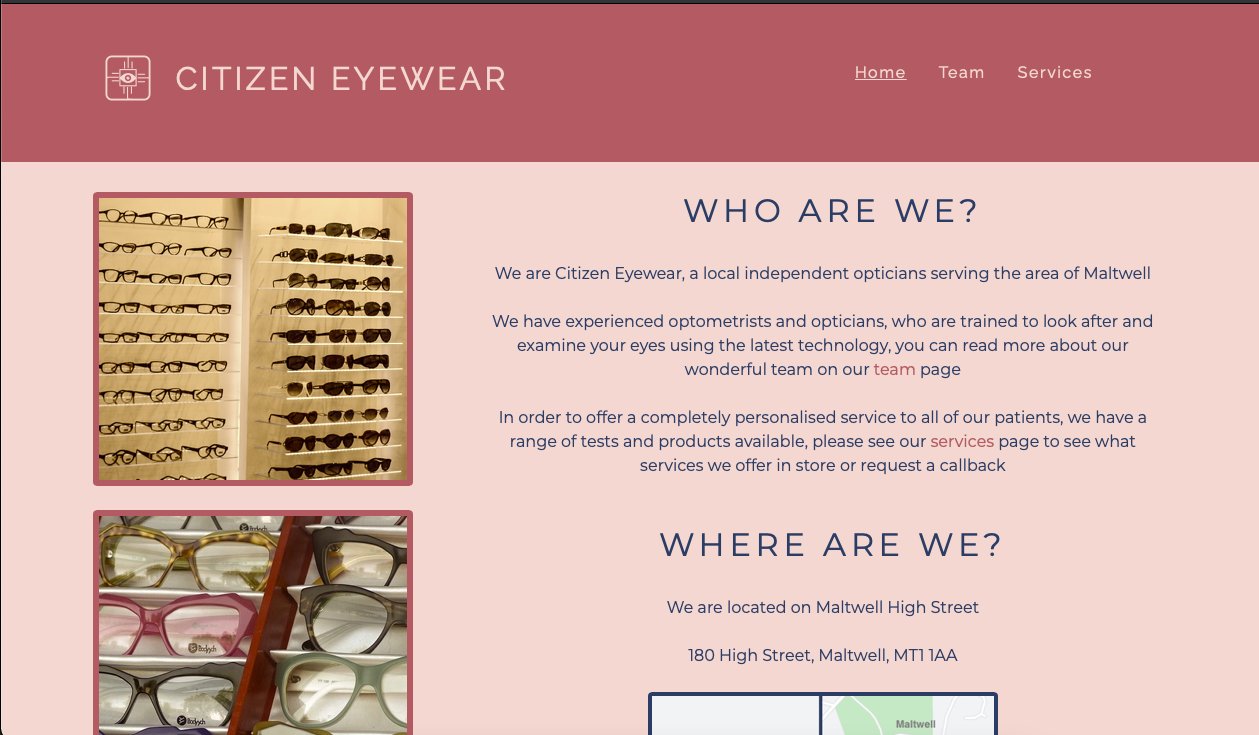 CITIZEN EYEWEAR
Home Team Services
WHO ARE WE?
We are Citizen Eyewear, a local independent opticians serving the area of Maltwell
We have experienced optometrists and opticians, who are trained to look after and
examine your eyes using the latest technology, you can read more about our
wonderful team on our team page
In order to offer a completely personalised service to all of our patients, we have a
range of tests and products available, please see our services page to see what
services we offer in store or request a callback
WHERE ARE WE?
We are located on Maltwell High Street
180 High Street, Maltwell, MT1 1AA
Maltwell